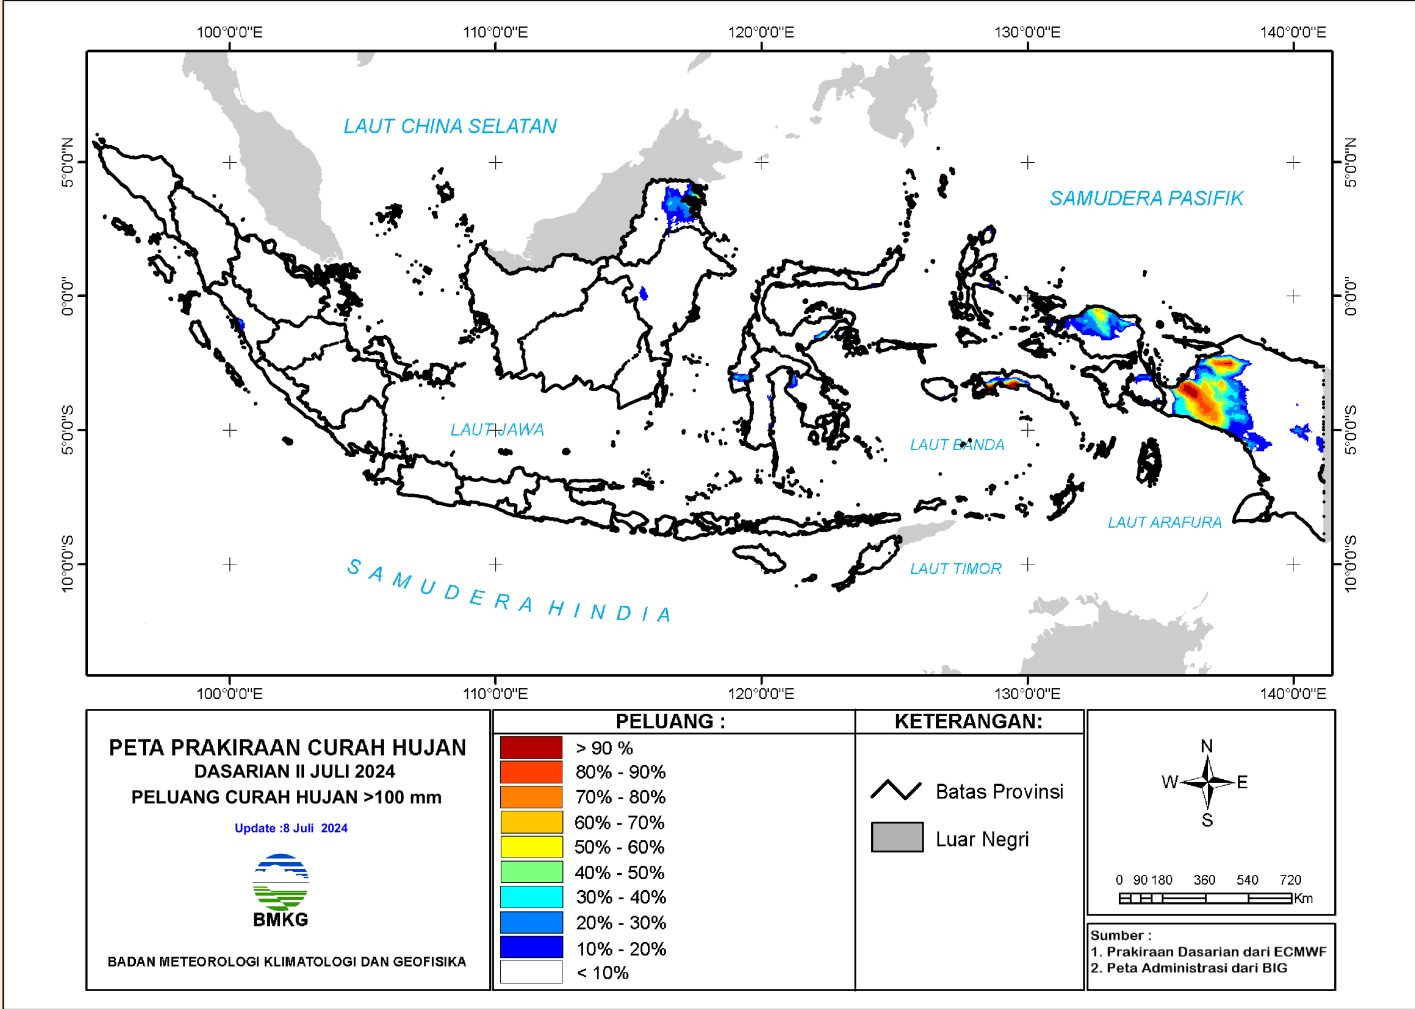 100°0'0"E 110°0'0"E 120°0'0"E 130°0'0"E 140°0'0"E
LAUT CHINA SELATAN
5°0'0"N 5°0'0"N
SAMUDERA PASIFIK
0°0'0" 0°0'0"
LAUT JAWA
5°0'0"S 5°0'0"S
LAUT BANDA
LAUT ARAFURA
LAUT TIMOR
10°0'0"S 10°0'0"S
SAMUDERA HINDIA
100°0'0"E 110°0'0"E 120°0'0"E 130°0'0"E 140°0'0"E
PETA PRAKIRAAN CURAH HUJAN
DASARIAN II JULI 2024
PELUANG CURAH HUJAN >100 mm
Update :8 Juli 2024
BMKG
BADAN METEOROLOGI KLIMATOLOGI DAN GEOFISIKA
PELUANG :
> 90 %
80% - 90%
70% - 80%
60% - 70%
50% - 60%
40% - 50%
30% - 40%
20% - 30%
10% - 20%
< 10%
KETERANGAN:
Batas Provinsi
Luar Negri
N
W E
S
0 90 180 360 540 720
Km
Sumber :
1. Prakiraan Dasarian dari ECMWF
2. Peta Administrasi dari BIG